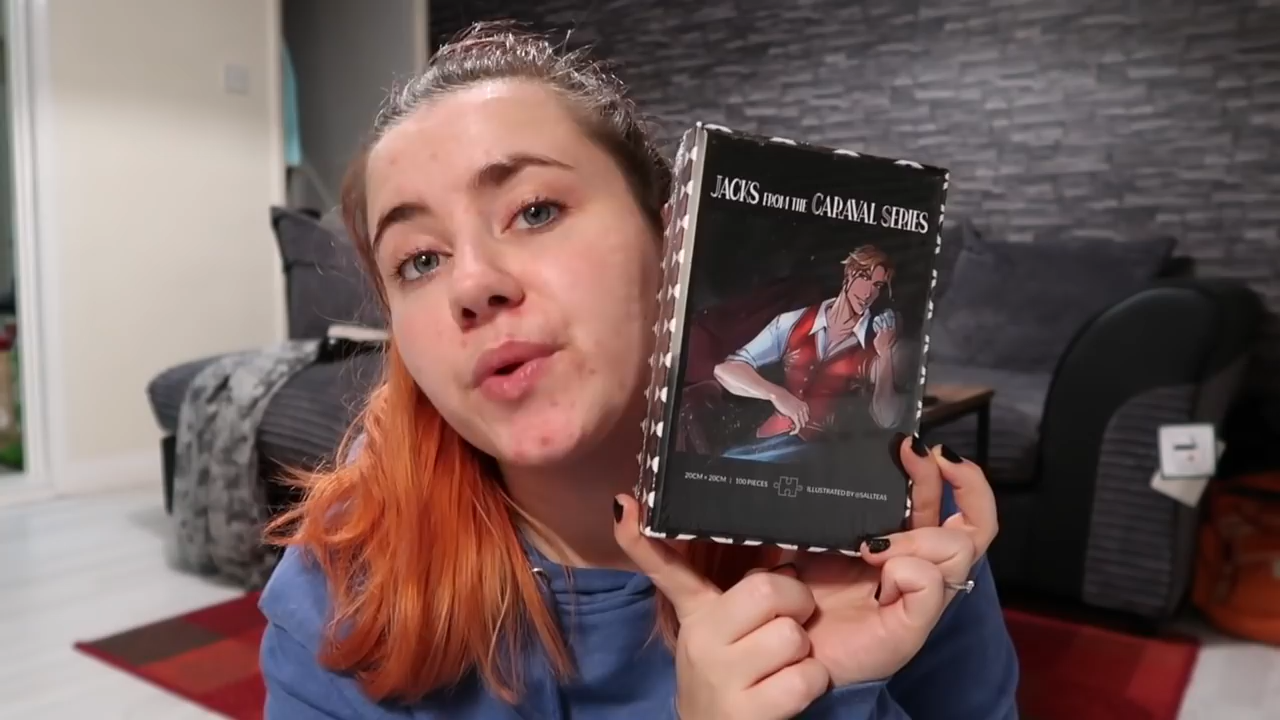 JACKS FROM THE CARAVAL SERIES
20CM × 20CM | 100 PIECES ILLUSTRATED BY @SALLTEAS